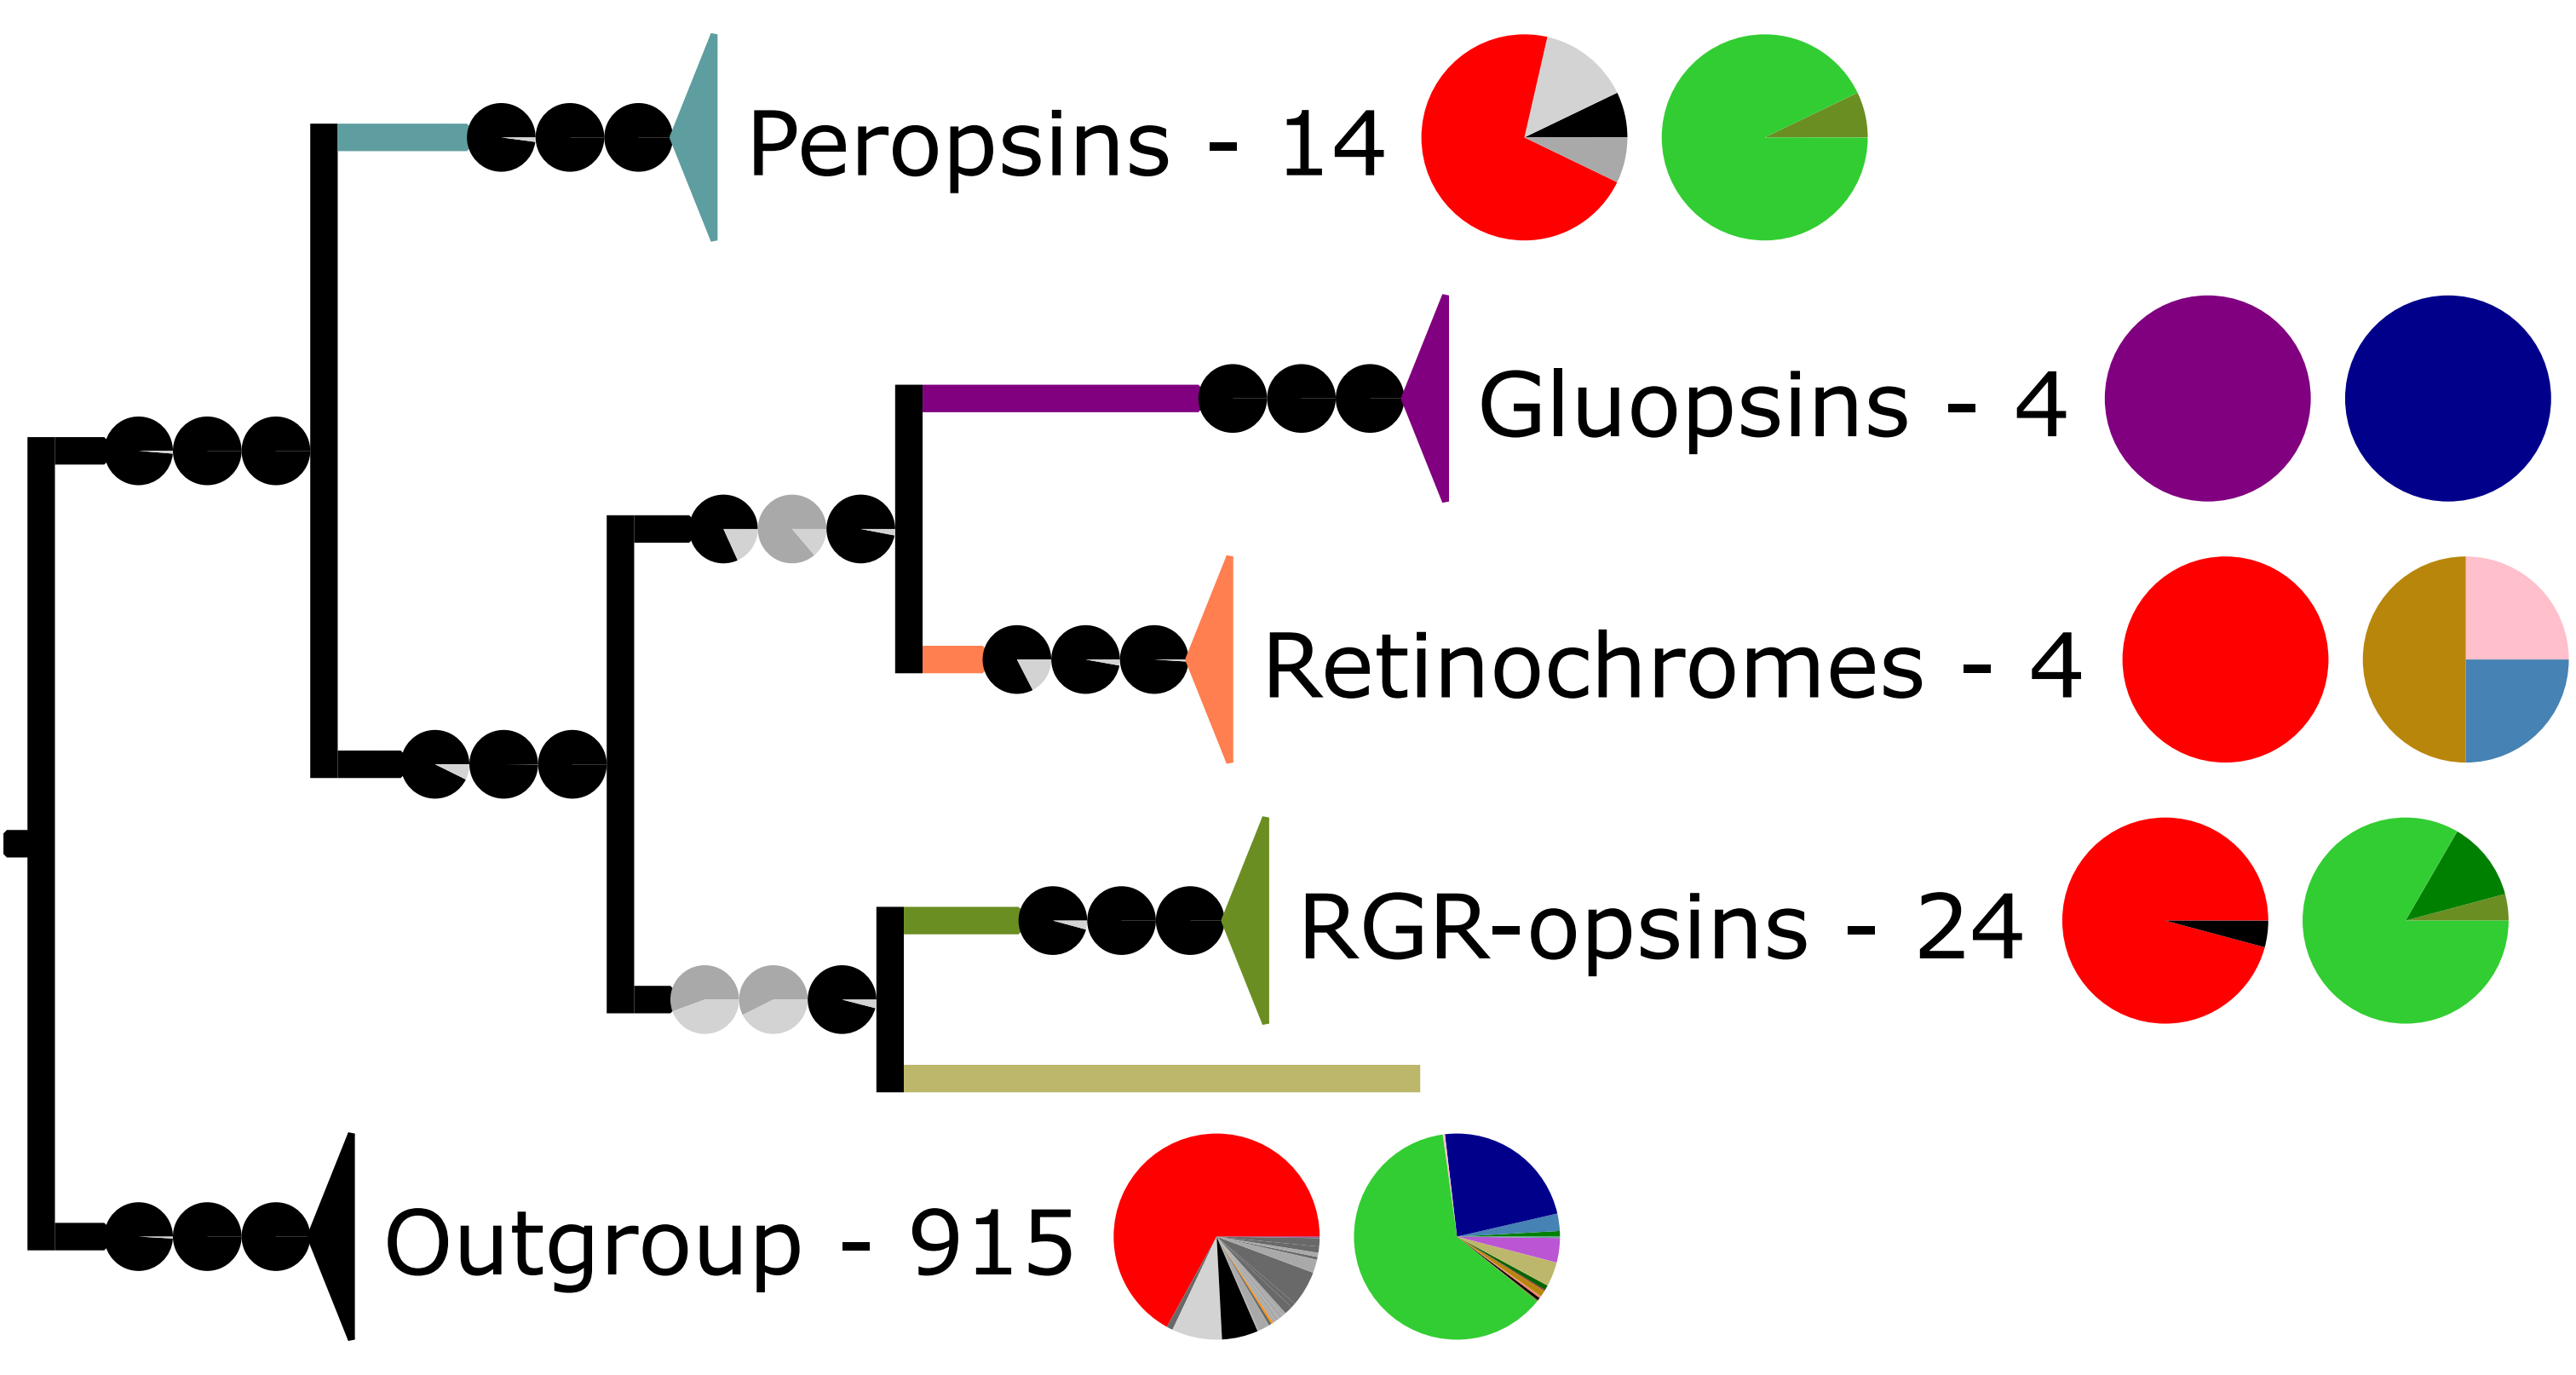 Peropsins - 14
Gluopsins - 4
Retinochromes - 4
RGR-opsins - 24
Outgroup - 915